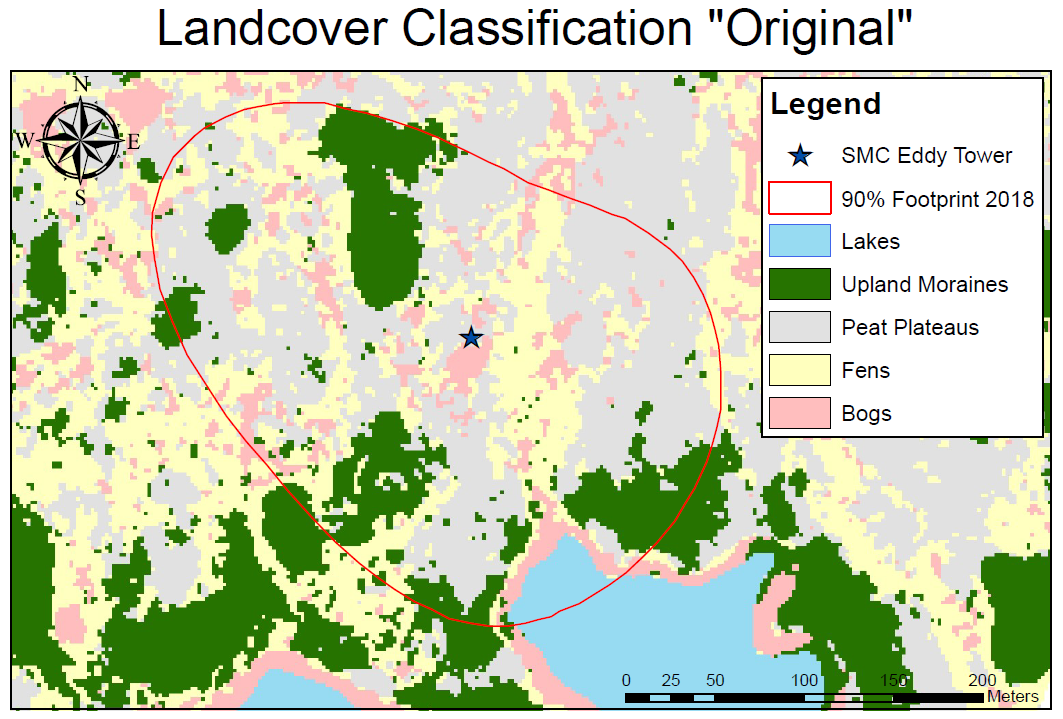 Landcover Classification "Original"
N
W
E
S
Legend
SMC Eddy Tower
90% Footprint 2018
Lakes
Upland Moraines
Peat Plateaus
Fens
Bogs
0 25 50 100 150 200
Meters